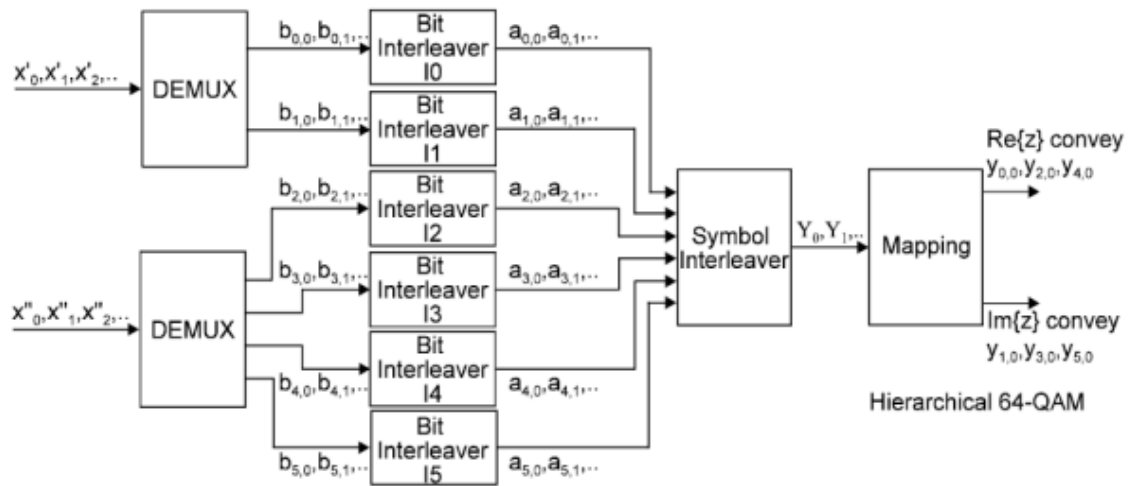 x'₀,x'₁,x'₂,..
DEMUX
b₀,₀,b₀,₁,..
Bit
Interleaver
I0
a₀,₀,a₀,₁,..
b₁,₀,b₁,₁,..
Bit
Interleaver
I1
a₁,₀,a₁,₁,..
x"₀,x"₁,x"₂,..
DEMUX
b₂,₀,b₂,₁,..
Bit
Interleaver
I2
a₂,₀,a₂,₁,..
b₃,₀,b₃,₁,..
Bit
Interleaver
I3
a₃,₀,a₃,₁,..
b₄,₀,b₄,₁,..
Bit
Interleaver
I4
a₄,₀,a₄,₁,..
b₅,₀,b₅,₁,..
Bit
Interleaver
I5
a₅,₀,a₅,₁,..
Symbol
Interleaver
Y₀,Y₁,..
Mapping
Re{z} convey
y₀,₀,y₂,₀,y₄,₀
Im{z} convey
y₁,₀,y₃,₀,y₅,₀
Hierarchical 64-QAM